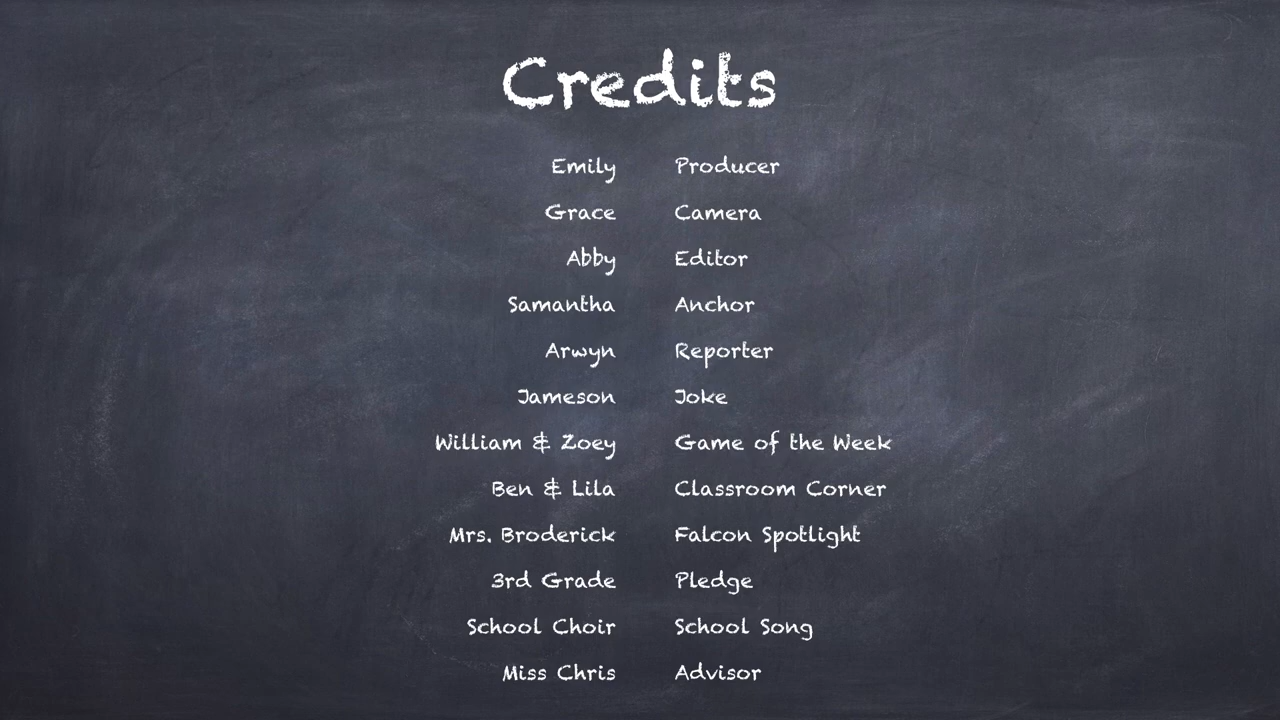 Credits
Emily Producer
Grace Camera
Abby Editor
Samantha Anchor
Arwyn Reporter
Jameson Joke
William & Zoey Game of the Week
Ben & Lila Classroom Corner
Mrs. Broderick Falcon Spotlight
3rd Grade Pledge
School Choir School Song
Miss Chris Advisor